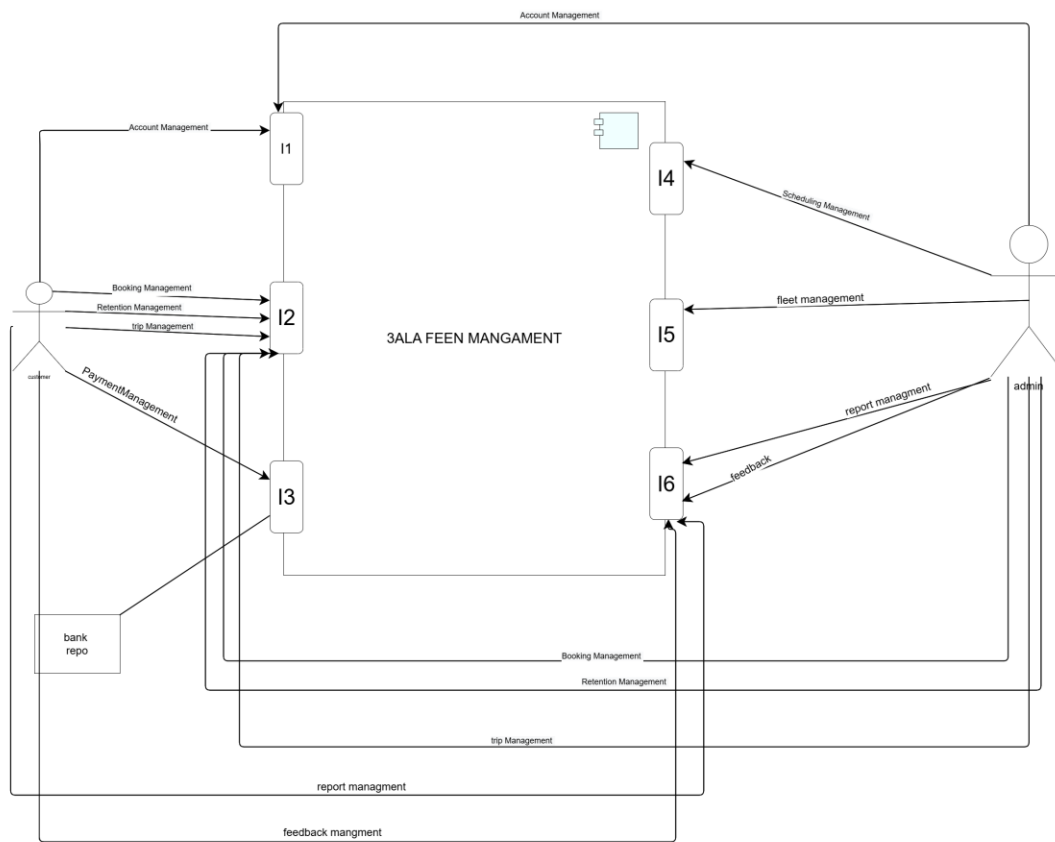 Account Management
Account Management
I1
I4
Scheduling Management
Booking Management
Retention Management
trip Management
I2
fleet management
I5
3ALA FEEN MANGAMENT
customer
PaymentManagement
admin
report managment
feedback
I3
I6
bank
repo
Booking Management
Retention Management
trip Management
report managment
feedback mangment